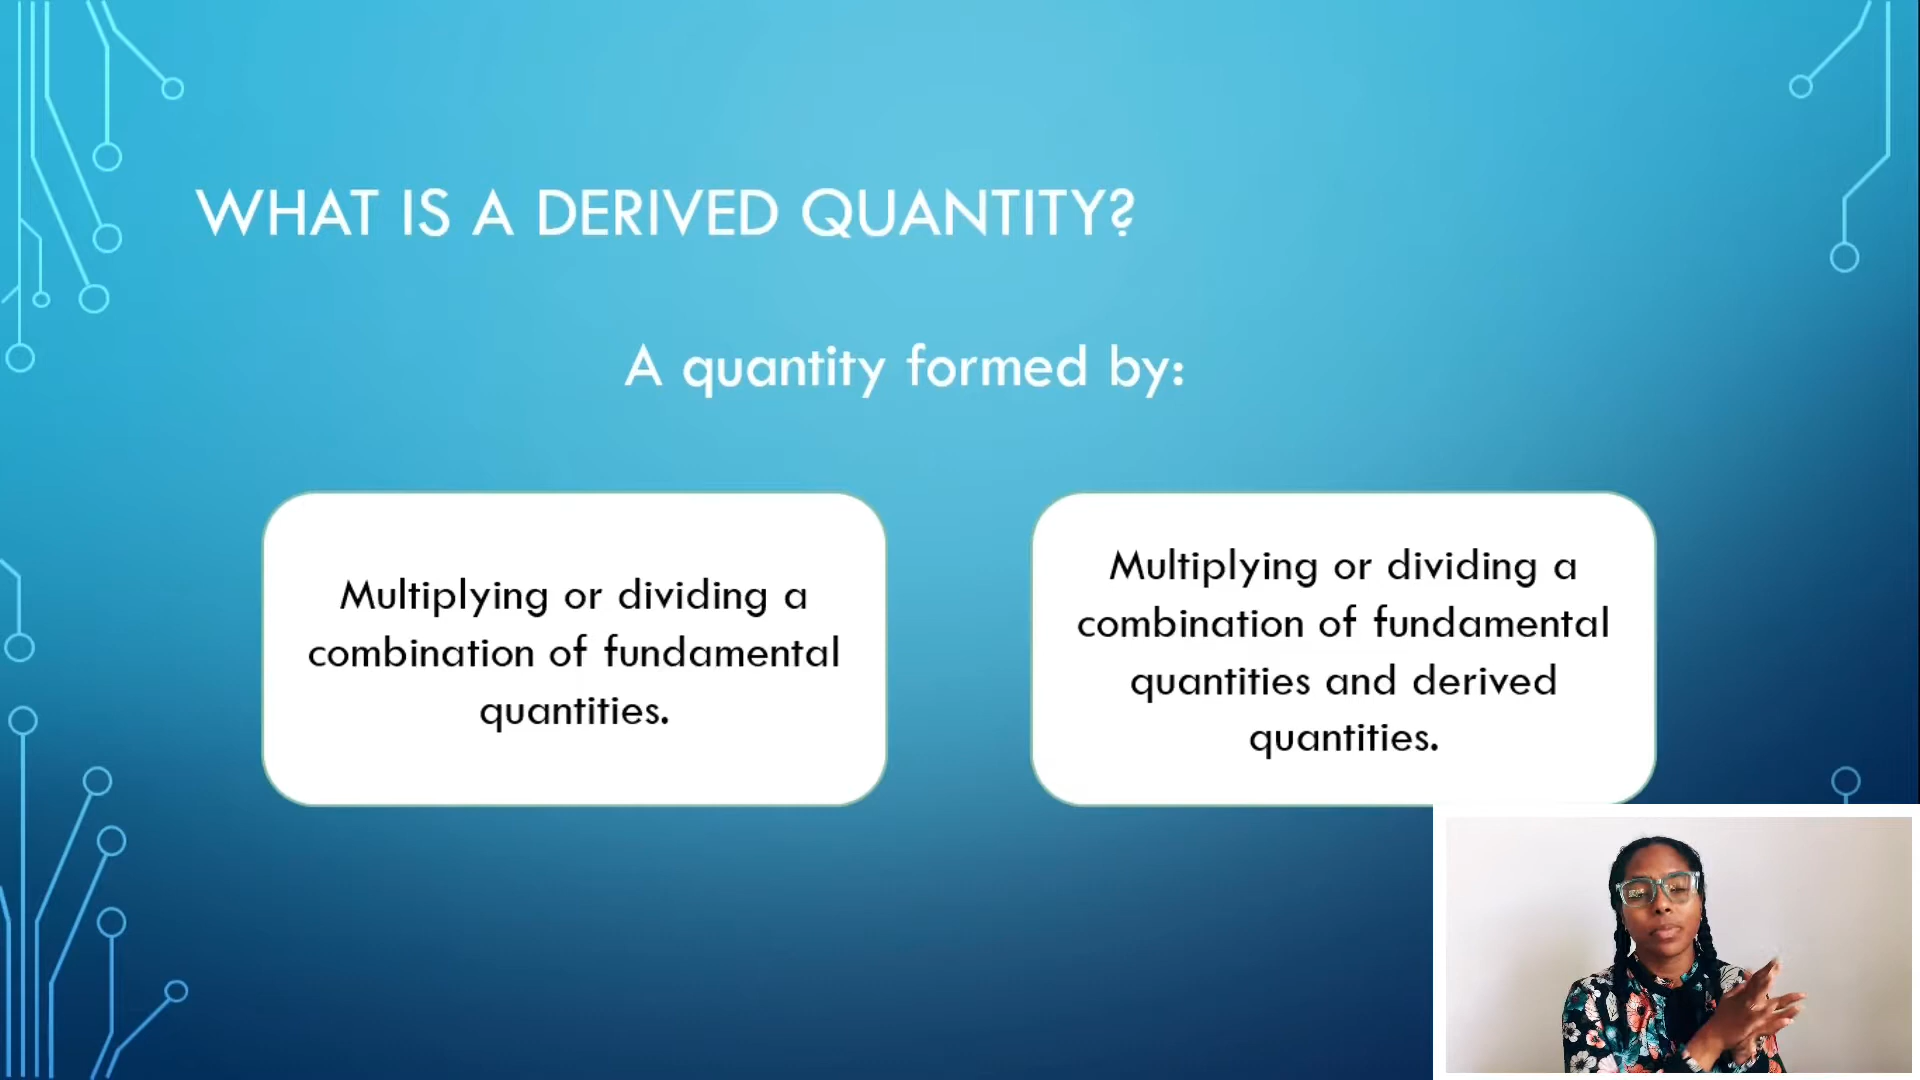 WHAT IS A DERIVED QUANTITY?
A quantity formed by:
Multiplying or dividing a
combination of fundamental
quantities.
Multiplying or dividing a
combination of fundamental
quantities and derived
quantities.